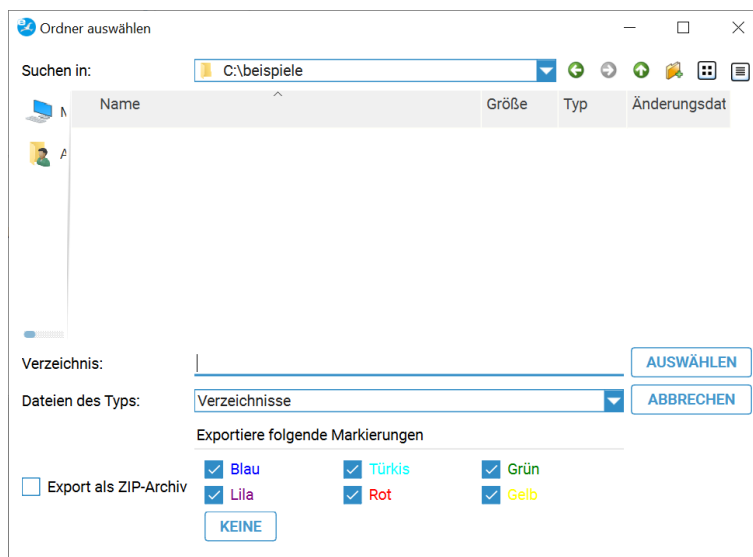 Ordner auswählen
Suchen in: C:\beispiele
Name Größe Typ Änderungsdat
Verzeichnis: AUSWÄHLEN
Dateien des Typs: Verzeichnisse ABBRECHEN
Exportiere folgende Markierungen
Blau Türkis Grün
Export als ZIP-Archiv Lila Rot Gelb
KEINE